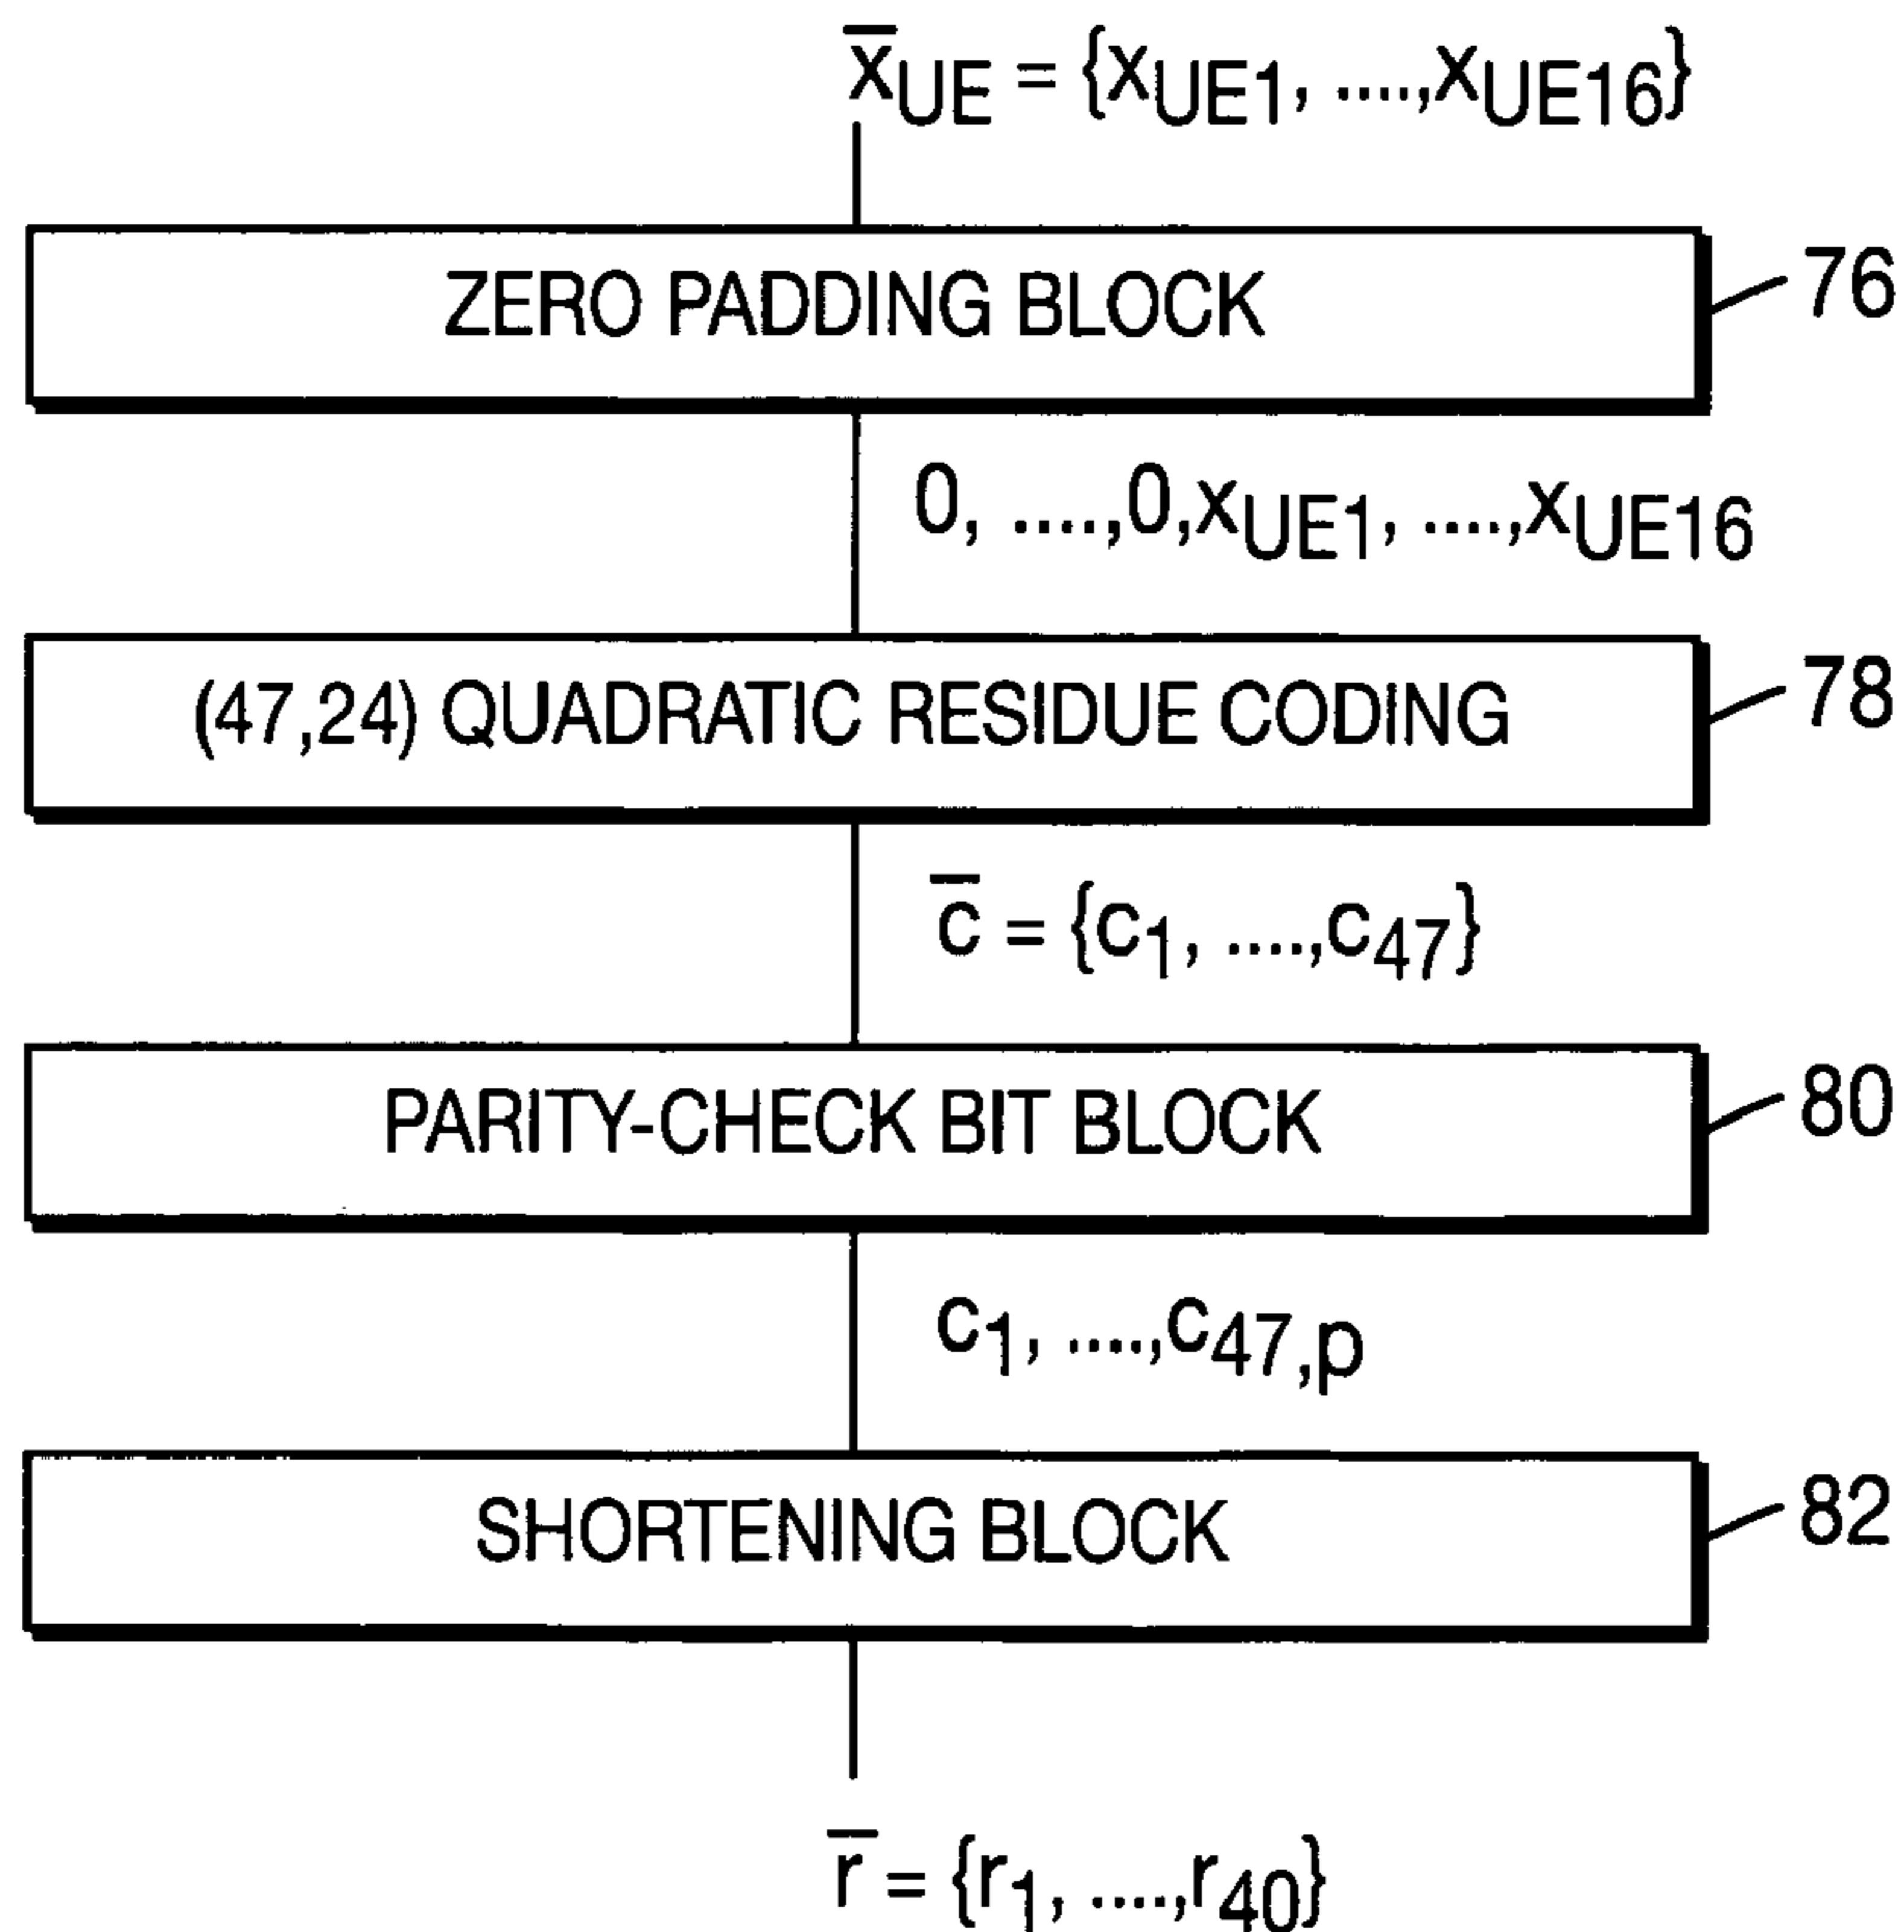 x̅UE = {xUE1, ....,xUE16}
ZERO PADDING BLOCK
76
0, ....,0,xUE1, ....,xUE16
(47,24) QUADRATIC RESIDUE CODING
78
c̅ = {c1, ....,c47}
PARITY-CHECK BIT BLOCK
80
c1, ....,c47,p
SHORTENING BLOCK
82
r̅ = {r1, ....,r40}